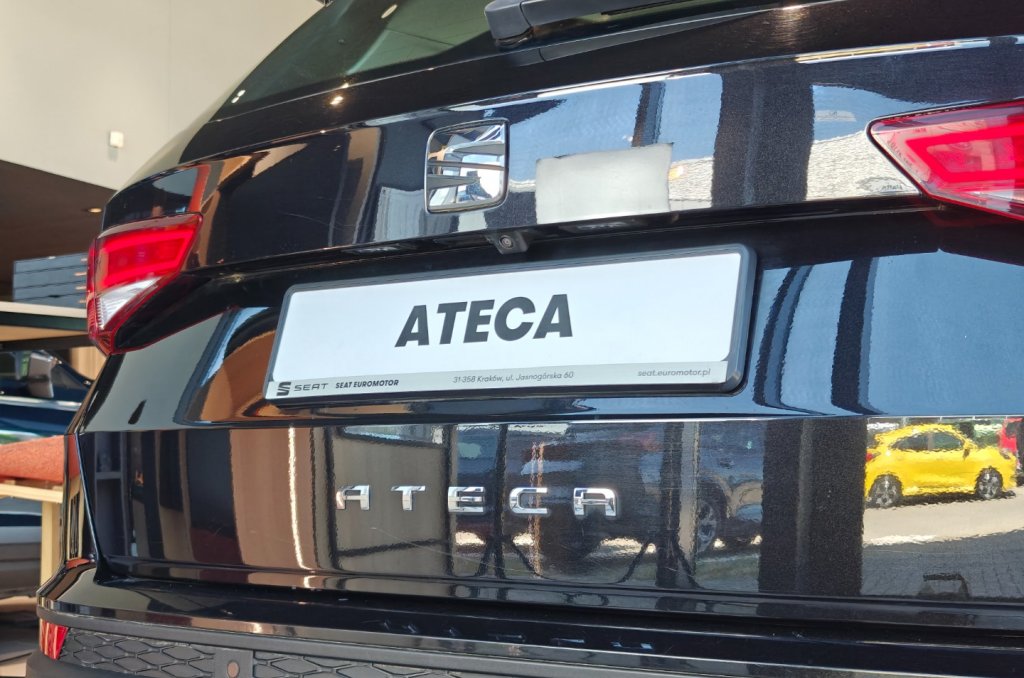 ATECA
SEAT SEAT EUROMOTOR 31-358 Kraków, ul. Jasnogórska 60 seat.euromotor.pl
ATECA